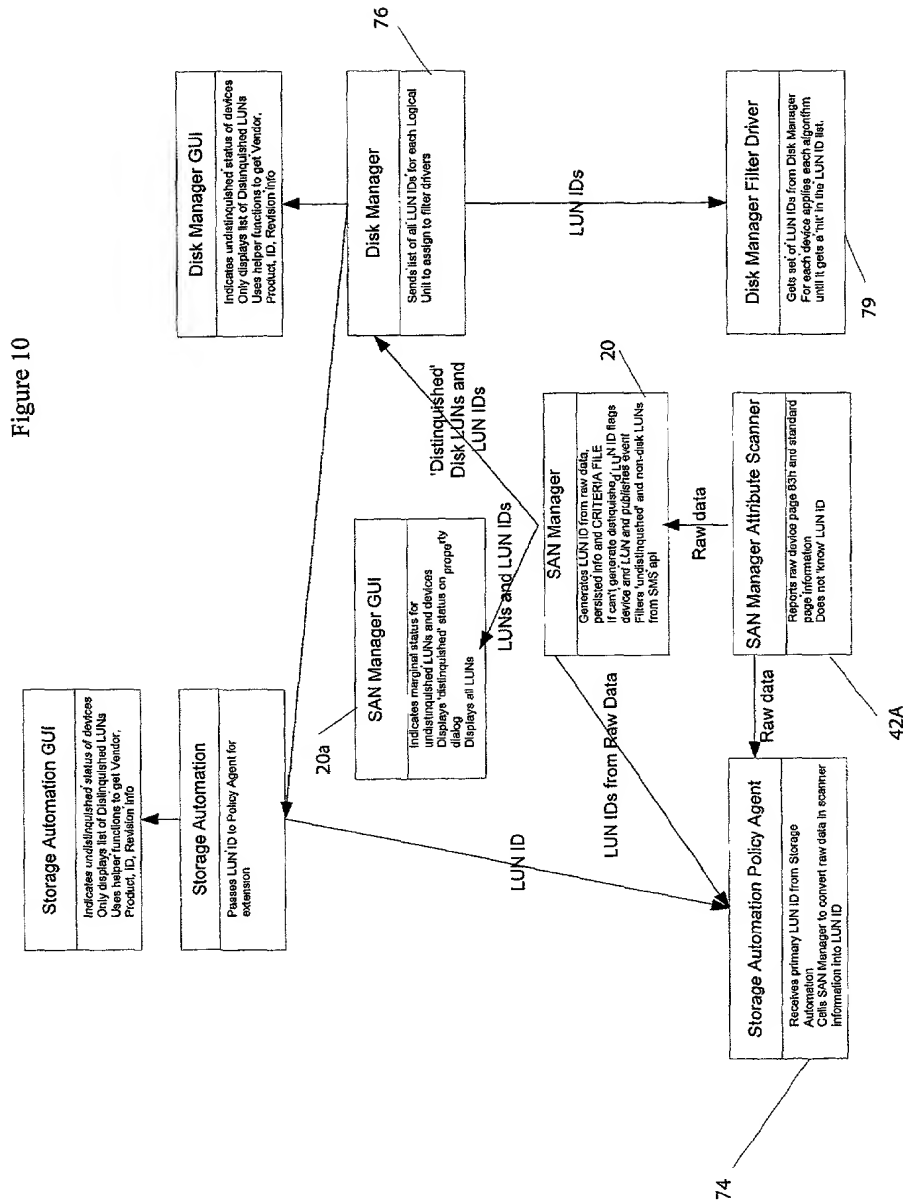 Figure 10
Storage Automation GUI
Indicates undistinquished status of devices
Only displays list of Distinquished LUNs
Uses helper functions to get Vendor,
Product, ID, Revision info
Storage Automation
Passes LUN ID to Policy Agent for
extension
Disk Manager GUI
Indicates undistinquished status of devices
Only displays list of Distinquished LUNs
Uses helper functions to get Vendor,
Product, ID, Revision info
76
Disk Manager
Sends list of all LUN IDs for each Logical
Unit to assign to filter drivers
20a
SAN Manager GUI
Indicates marginal status for
undistinquished LUNs and devices
Displays 'distinquished' status on property
dialog
Displays all LUNs
'Distinquished'
Disk LUNs and
LUN IDs
LUNs and LUN IDs
LUN ID
LUN IDs
20
SAN Manager
Generates LUN ID from raw data,
persisted info and CRITERIA FILE
If can't generate distiquished LUN ID flags
device and LUN and publishes event
Filters 'undistinqushed' and non-disk LUNs
from SMS api
LUN IDs from Raw Data
Raw data
Raw data
Storage Automation Policy Agent
Receives primary LUN ID from Storage
Automation
Calls SAN Manager to convert raw data in scanner
information into LUN ID
74
SAN Manager Attribute Scanner
Reports raw device page 83h and standard
page information
Does not 'know' LUN ID
42A
Disk Manager Filter Driver
Gets set of LUN IDs from Disk Manager
For each device applies each algorithm
until it gets a 'hit' in the LUN ID list.
79